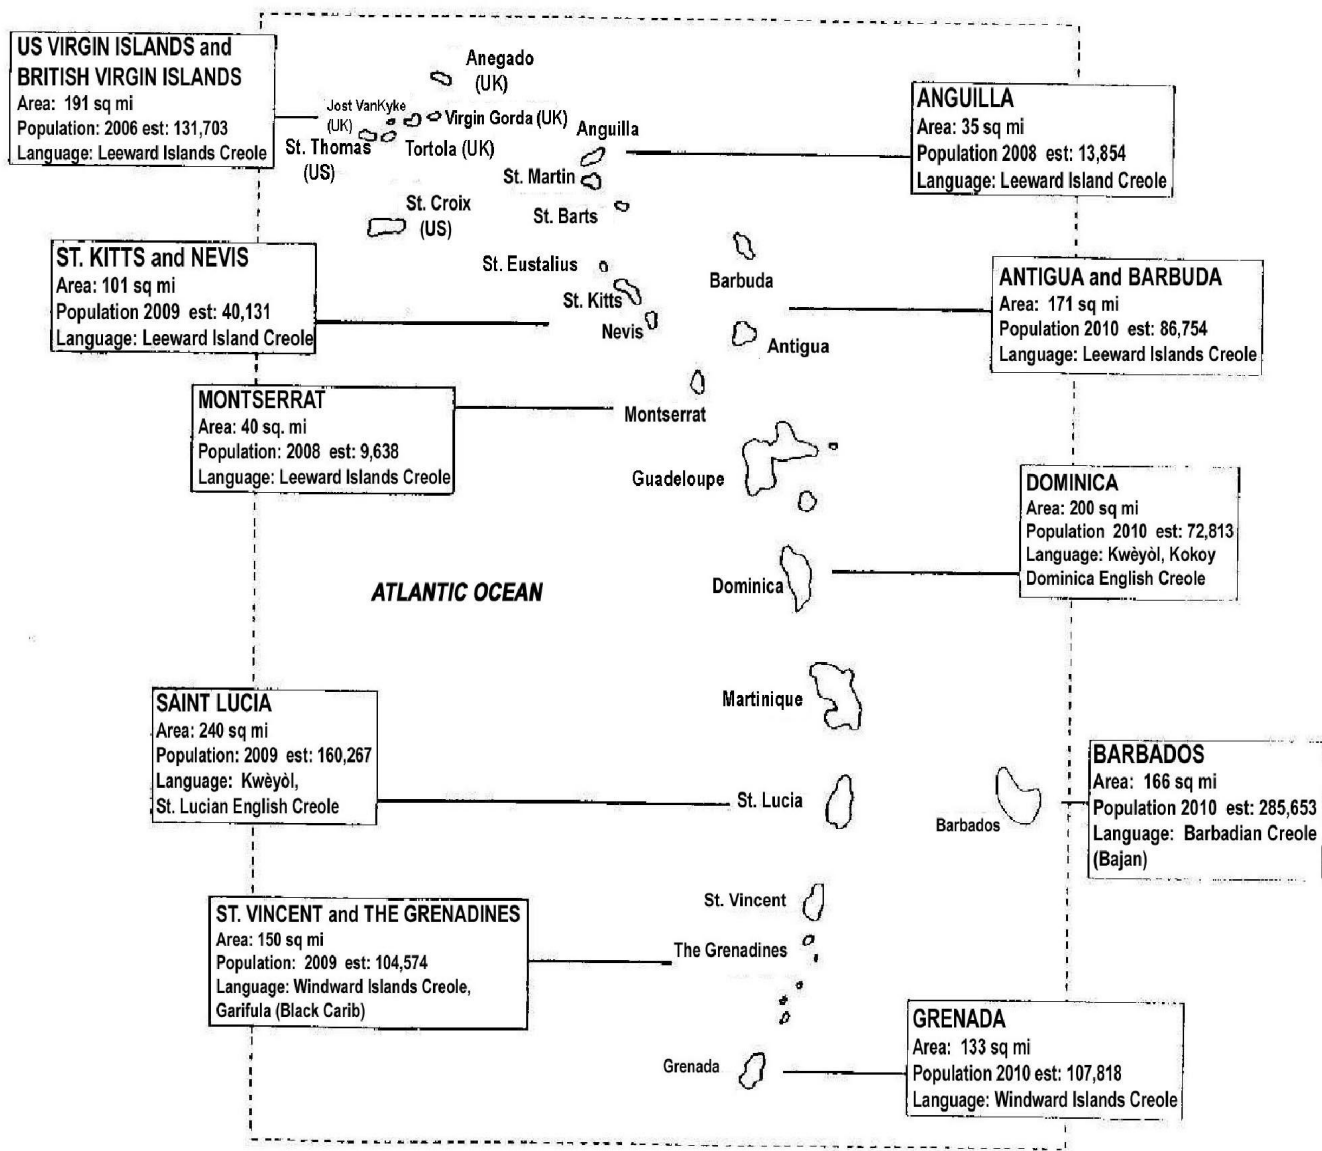 US VIRGIN ISLANDS and
BRITISH VIRGIN ISLANDS
Area: 191 sq mi
Population: 2006 est: 131,703
Language: Leeward Islands Creole
Anegado
(UK)
Jost VanKyke
(UK)
Virgin Gorda (UK)
St. Thomas
(US)
Tortola (UK)
Anguilla
St. Martin
St. Croix
(US)
St. Barts
ANGUILLA
Area: 35 sq mi
Population 2008 est: 13,854
Language: Leeward Island Creole
ST. KITTS and NEVIS
Area: 101 sq mi
Population 2009 est: 40,131
Language: Leeward Island Creole
St. Eustalius
St. Kitts
Nevis
Barbuda
Antigua
ANTIGUA and BARBUDA
Area: 171 sq mi
Population 2010 est: 86,754
Language: Leeward Islands Creole
MONTSERRAT
Area: 40 sq. mi
Population: 2008 est: 9,638
Language: Leeward Islands Creole
Montserrat
Guadeloupe
DOMINICA
Area: 200 sq mi
Population 2010 est: 72,813
Language: Kwèyòl, Kokoy
Dominica English Creole
Dominica
ATLANTIC OCEAN
Martinique
SAINT LUCIA
Area: 240 sq mi
Population: 2009 est: 160,267
Language: Kwèyòl,
St. Lucian English Creole
St. Lucia
Barbados
BARBADOS
Area: 166 sq mi
Population 2010 est: 285,653
Language: Barbadian Creole
(Bajan)
ST. VINCENT and THE GRENADINES
Area: 150 sq mi
Population: 2009 est: 104,574
Language: Windward Islands Creole,
Garifula (Black Carib)
St. Vincent
The Grenadines
Grenada
GRENADA
Area: 133 sq mi
Population 2010 est: 107,818
Language: Windward Islands Creole